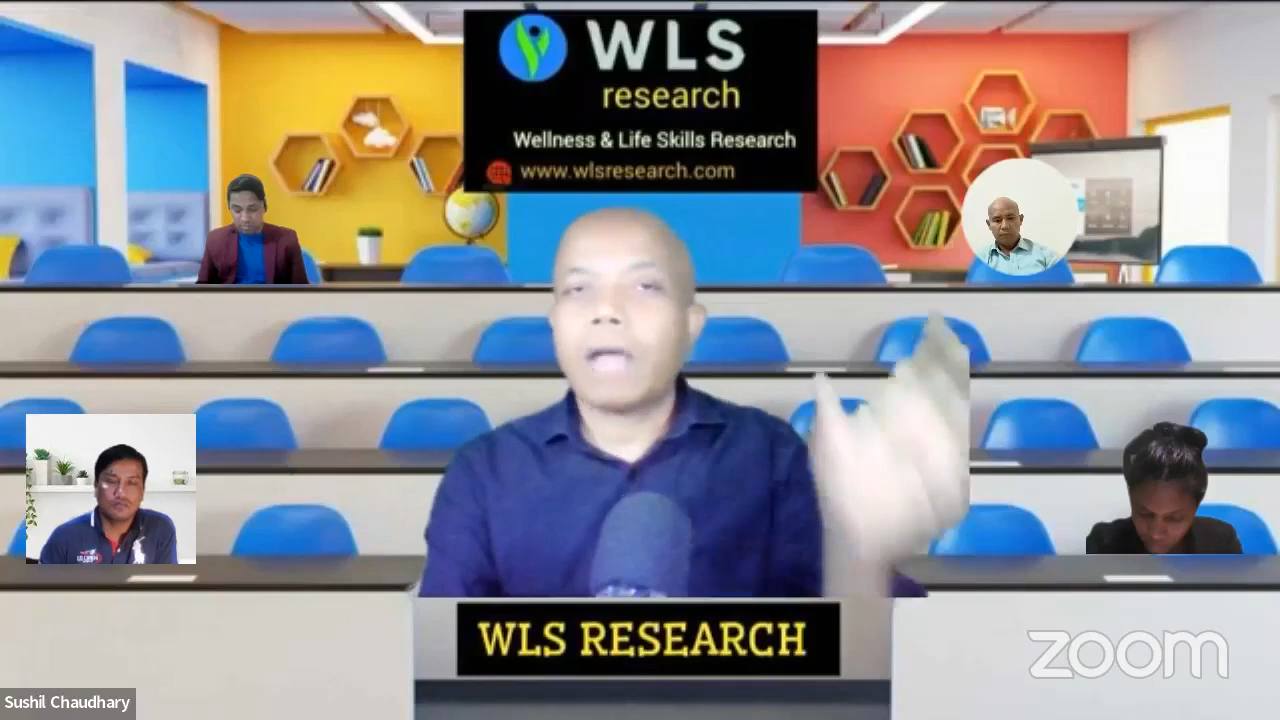 WLS
research
Wellness & Life Skills Research
www.wlsresearch.com
WLS RESEARCH
zoom
Sushil Chaudhary